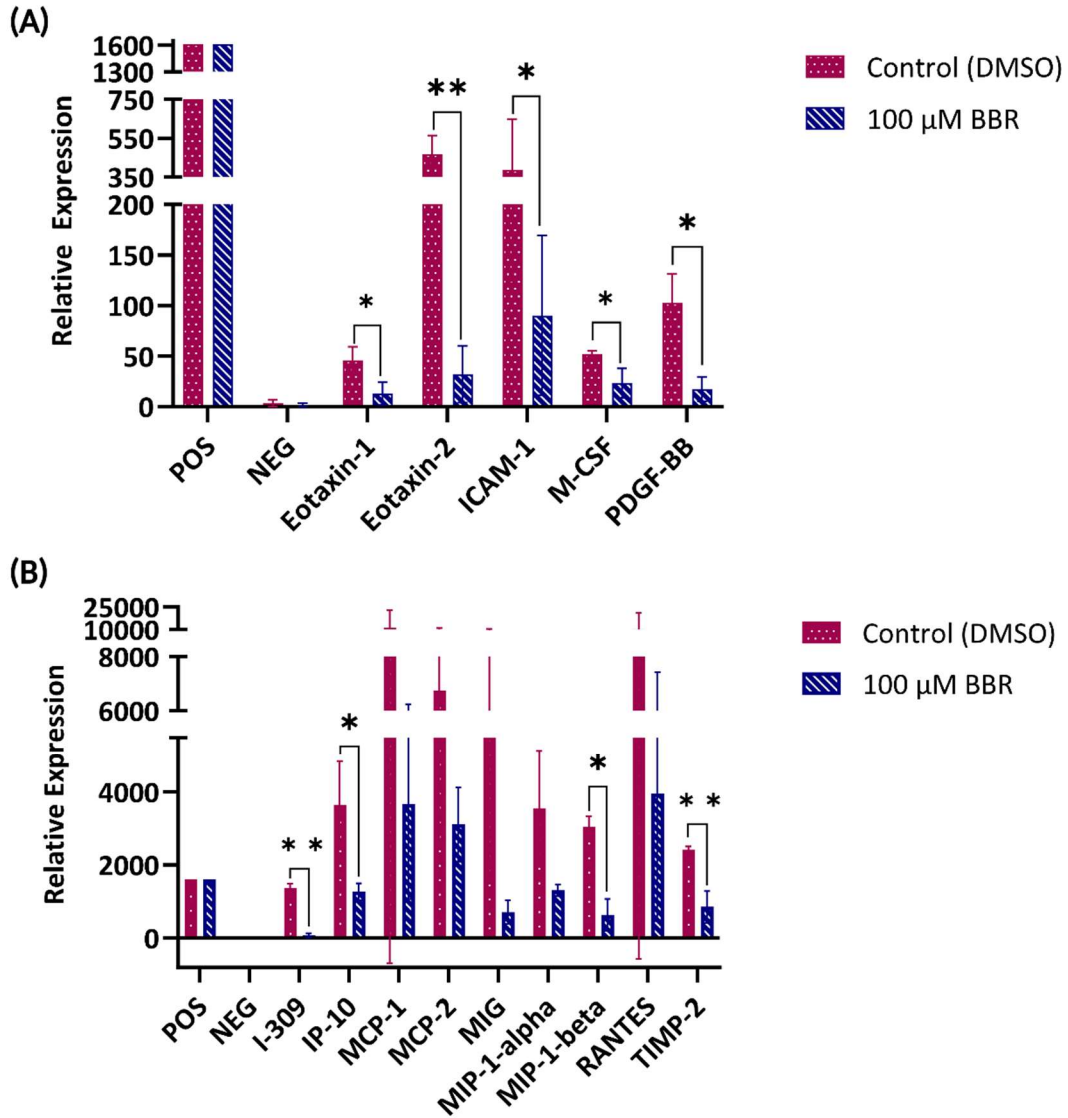 (A)
Relative Expression
1600
1300
750
550
350
200
150
100
50
0
*
**
*
*
*
Control (DMSO)
100 µM BBR
POS
NEG
Eotaxin-1
Eotaxin-2
ICAM-1
M-CSF
PDGF-BB
(B)
Relative Expression
25000
10000
8000
6000
4000
2000
0
* *
*
*
* *
Control (DMSO)
100 µM BBR
POS
NEG
I-309
IP-10
MCP-1
MCP-2
MIG
MIP-1-alpha
MIP-1-beta
RANTES
TIMP-2